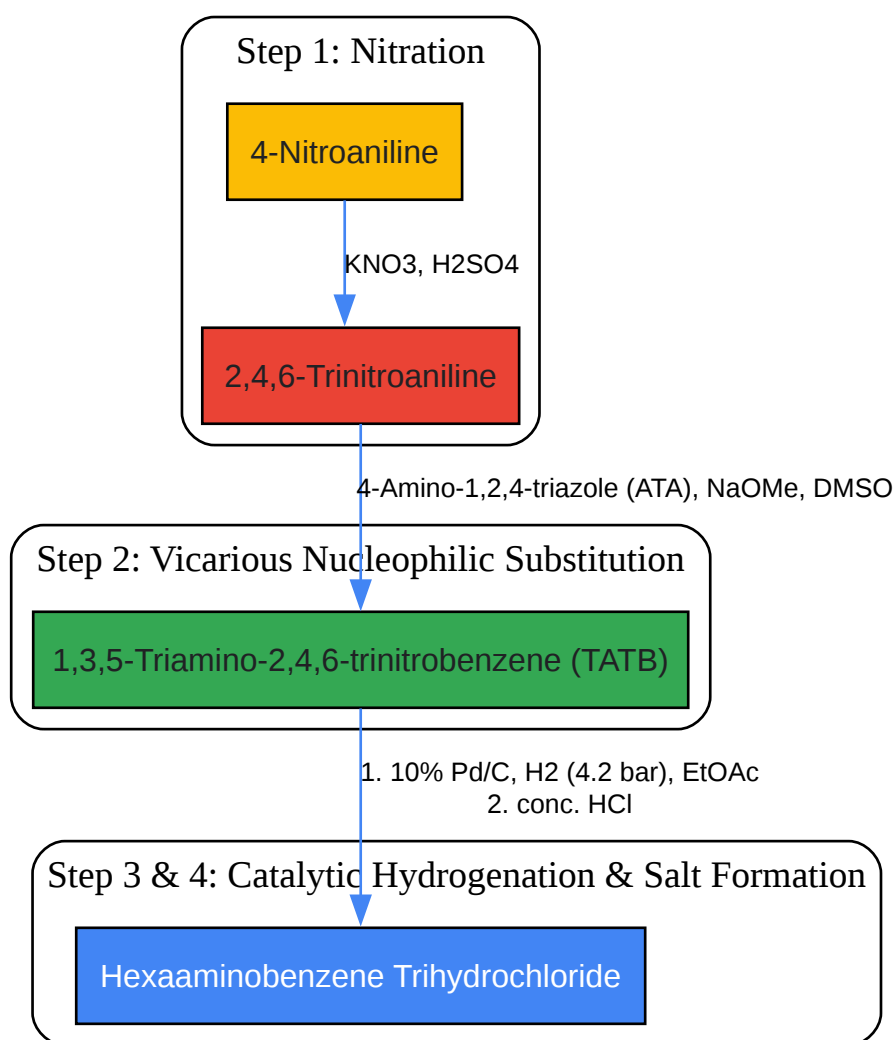 Step 1: Nitration
4-Nitroaniline
KNO3, H2SO4
2,4,6-Trinitroaniline
4-Amino-1,2,4-triazole (ATA), NaOMe, DMSO
Step 2: Vicarious Nucleophilic Substitution
1,3,5-Triamino-2,4,6-trinitrobenzene (TATB)
1. 10% Pd/C, H2 (4.2 bar), EtOAc
2. conc. HCl
Step 3 & 4: Catalytic Hydrogenation & Salt Formation
Hexaaminobenzene Trihydrochloride